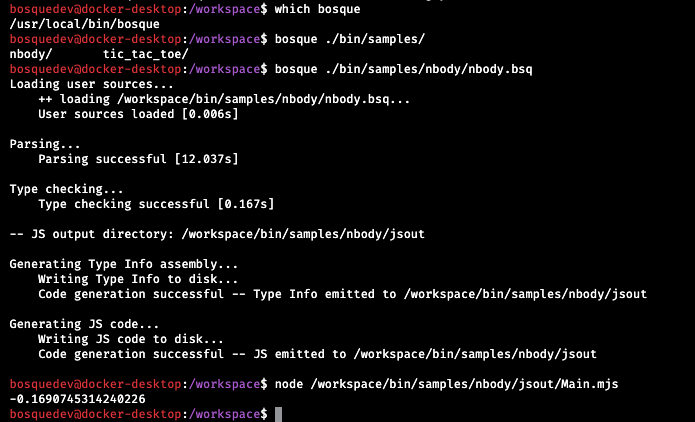 bosquedev@docker-desktop:/workspace$ which bosque
/usr/local/bin/bosque
bosquedev@docker-desktop:/workspace$ bosque ./bin/samples/
nbody/       tic_tac_toe/
bosquedev@docker-desktop:/workspace$ bosque ./bin/samples/nbody/nbody.bsq
Loading user sources...
    ++ loading /workspace/bin/samples/nbody/nbody.bsq...
    User sources loaded [0.006s]

Parsing...
    Parsing successful [12.037s]

Type checking...
    Type checking successful [0.167s]

-- JS output directory: /workspace/bin/samples/nbody/jsout

Generating Type Info assembly...
    Writing Type Info to disk...
    Code generation successful -- Type Info emitted to /workspace/bin/samples/nbody/jsout

Generating JS code...
    Writing JS code to disk...
    Code generation successful -- JS emitted to /workspace/bin/samples/nbody/jsout

bosquedev@docker-desktop:/workspace$ node /workspace/bin/samples/nbody/jsout/Main.mjs
-0.1690745314240226
bosquedev@docker-desktop:/workspace$